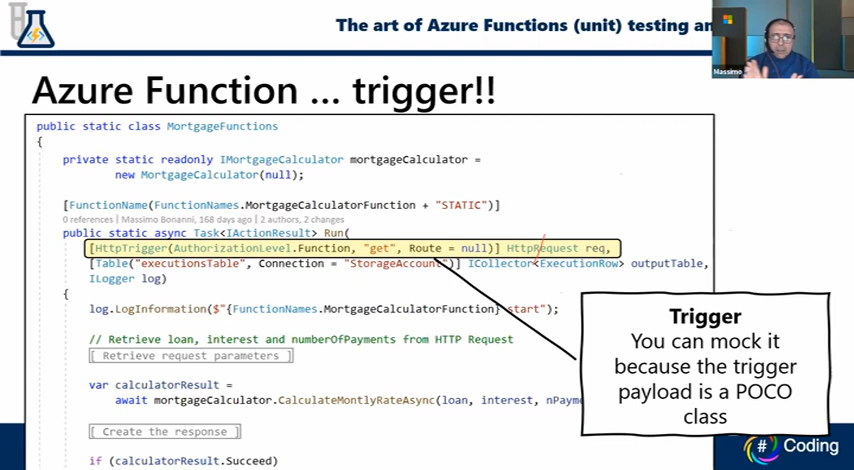 The art of Azure Functions (unit) testing an
Massimo
Azure Function ... trigger!!
public static class MortgageFunctions
{
private static readonly IMortgageCalculator mortgageCalculator =
new MortgageCalculator(null);
[FunctionName(FunctionNames.MortgageCalculatorFunction + "STATIC")]
0 references | Massimo Bonanni, 168 days ago | 2 authors, 2 changes
public static async Task<IActionResult> Run(
[HttpTrigger(AuthorizationLevel.Function, "get", Route = null)] HttpRequest req,
[Table("executionsTable", Connection = "StorageAccount")] ICollector<ExecutionRow> outputTable,
ILogger log)
{
log.LogInformation($"{FunctionNames.MortgageCalculatorFunction} start");
// Retrieve loan, interest and numberOfPayments from HTTP Request
[ Retrieve request parameters ]
var calculatorResult =
await mortgageCalculator.CalculateMontlyRateAsync(loan, interest, nPayme
[ Create the response ]
if (calculatorResult.Succeed)
Trigger
You can mock it
because the trigger
payload is a POCO
class
# Coding